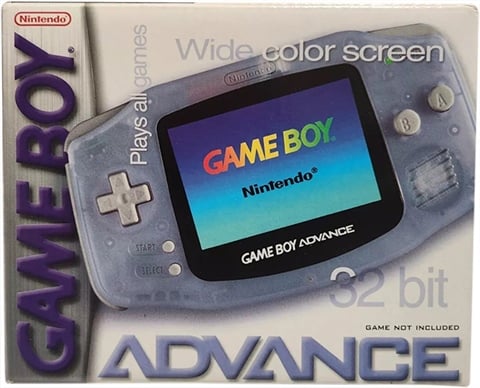 Nintendo
GAME BOY
Plays all games
Wide color screen
Nintendo
A
B
GAME BOY
Nintendo®
START
SELECT
GAME BOY ADVANCE
32 bit
GAME NOT INCLUDED
ADVANCE